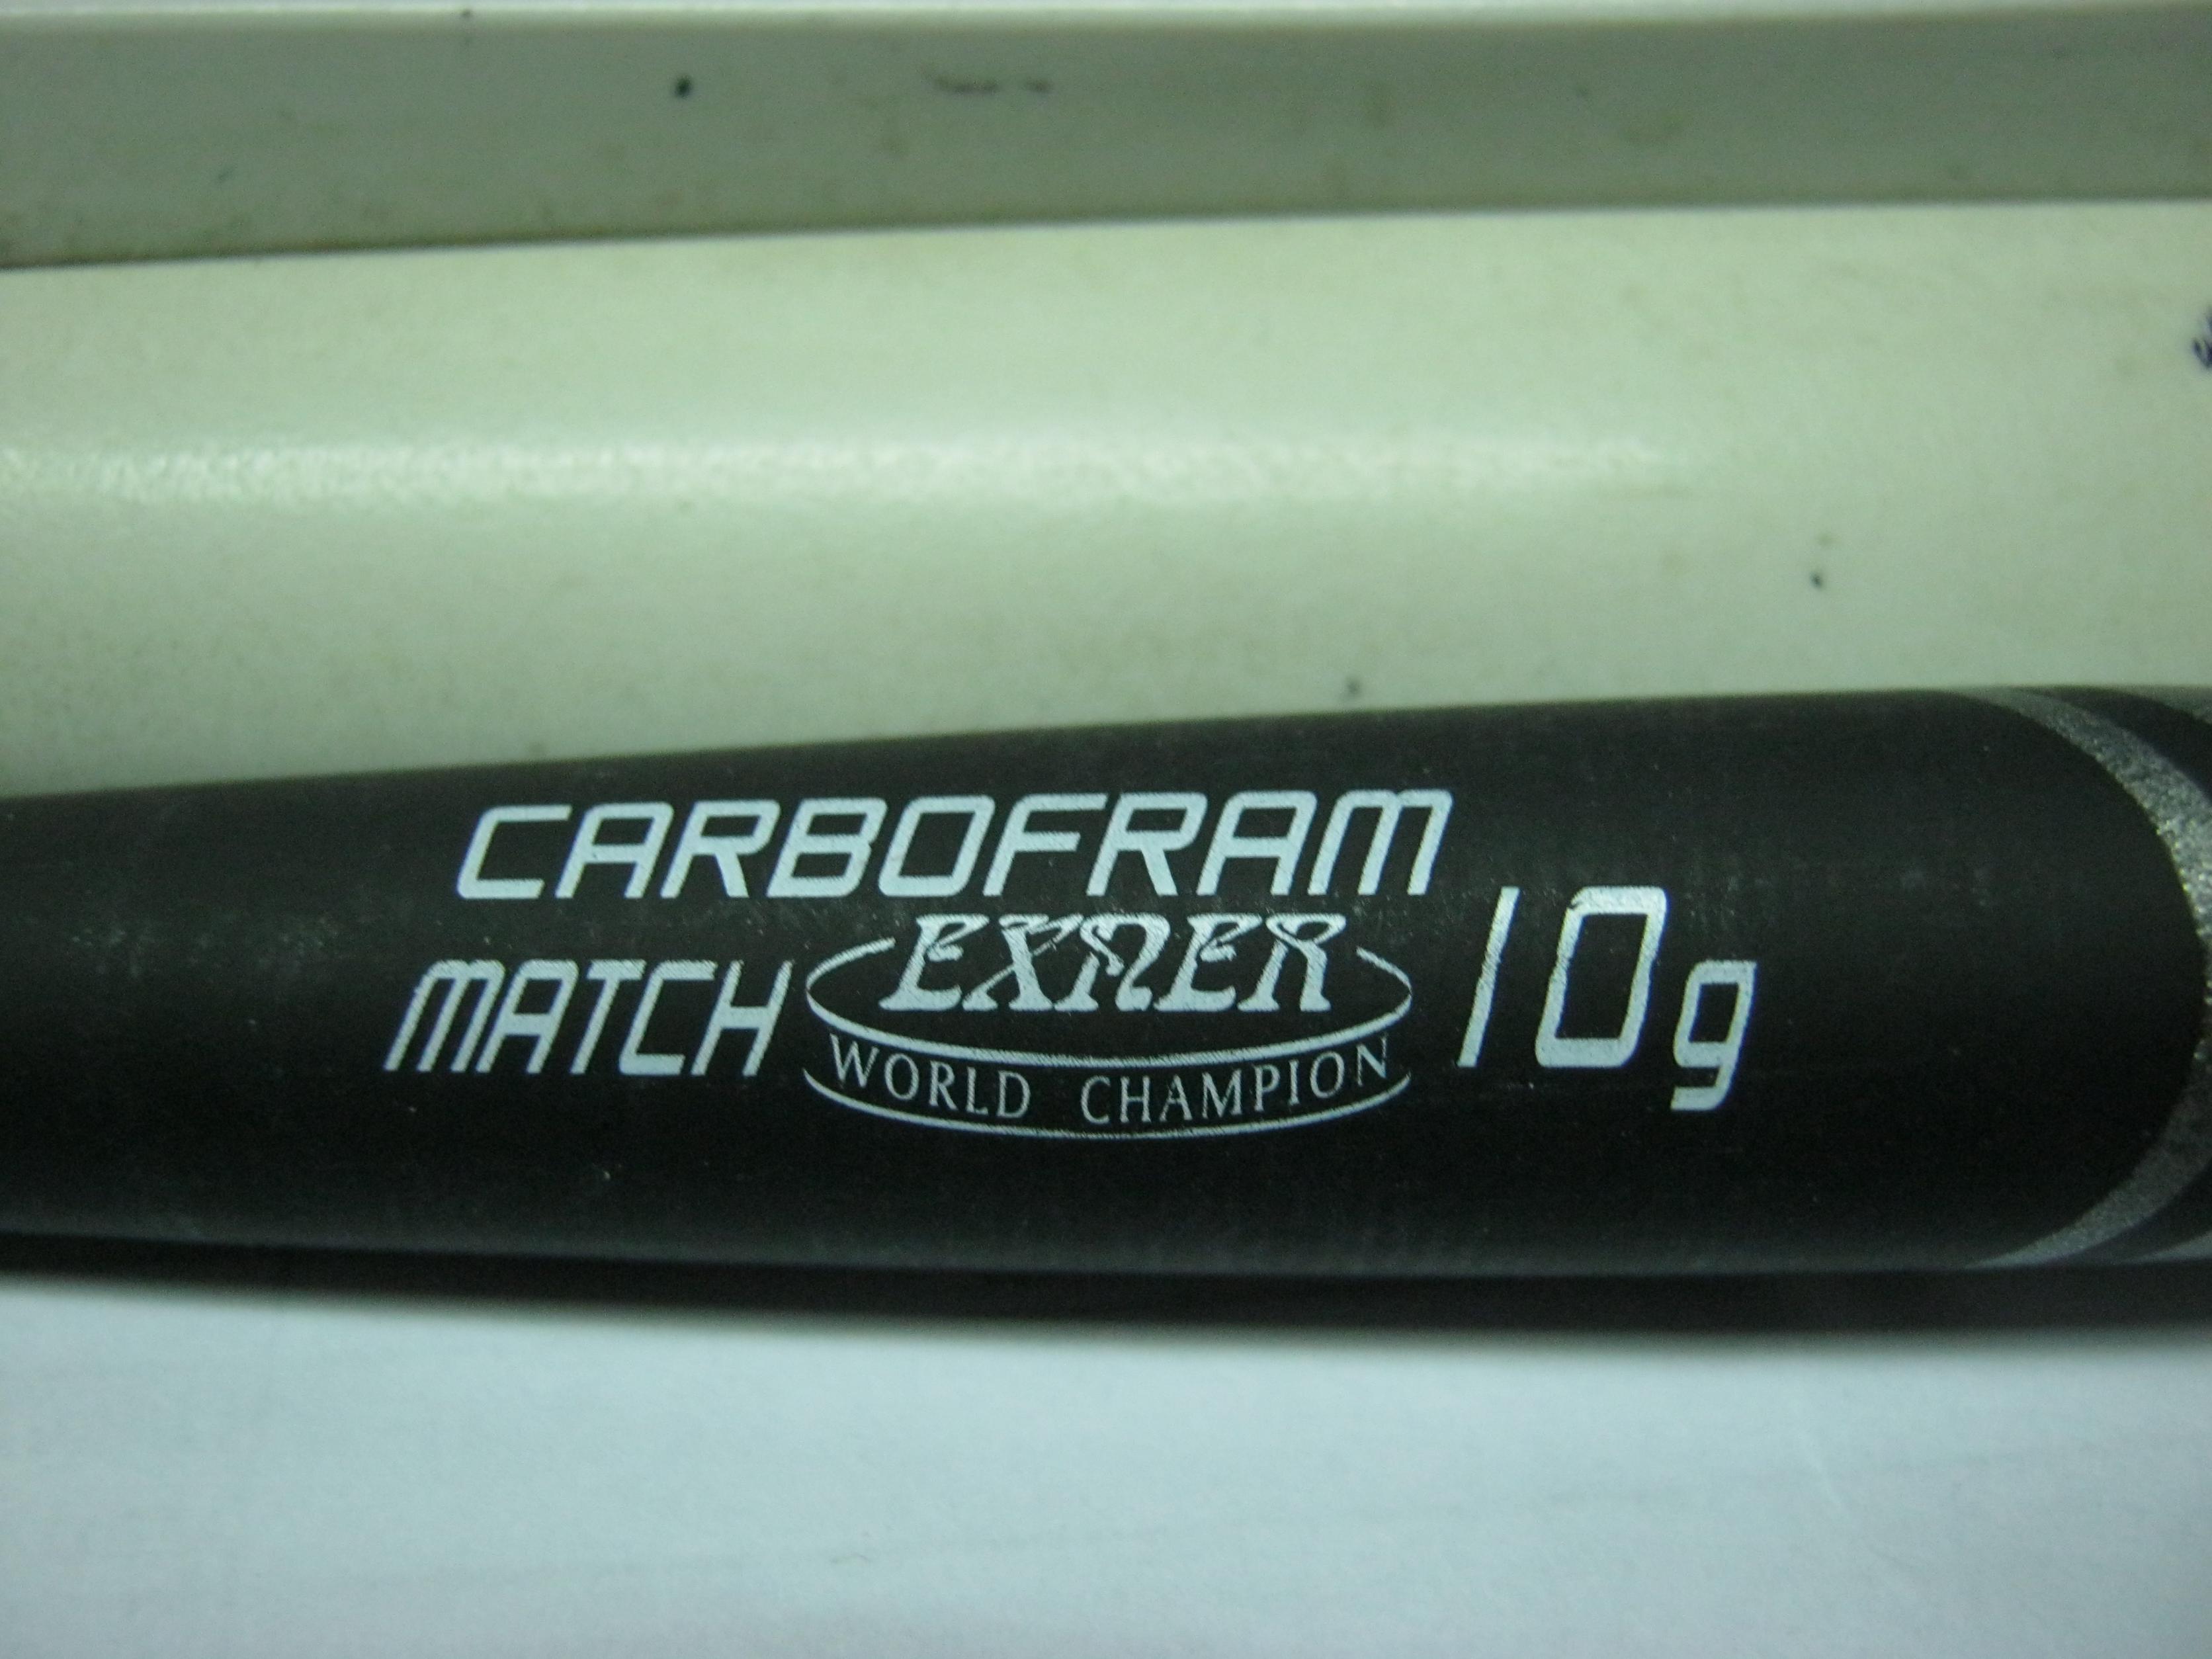 CARBOFRAM
MATCH EXNER 10g
WORLD CHAMPION